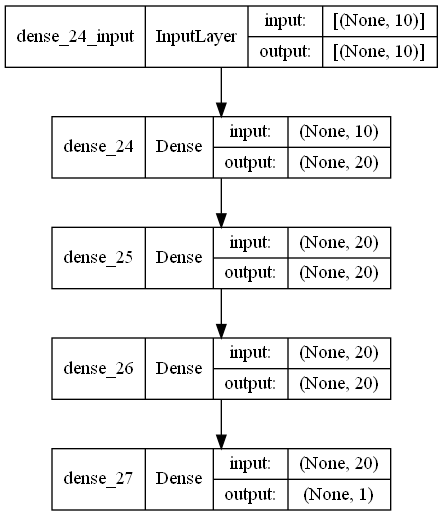 dense_24_input InputLayer input: [(None, 10)]
output: [(None, 10)]
dense_24 Dense input: (None, 10)
output: (None, 20)
dense_25 Dense input: (None, 20)
output: (None, 20)
dense_26 Dense input: (None, 20)
output: (None, 20)
dense_27 Dense input: (None, 20)
output: (None, 1)